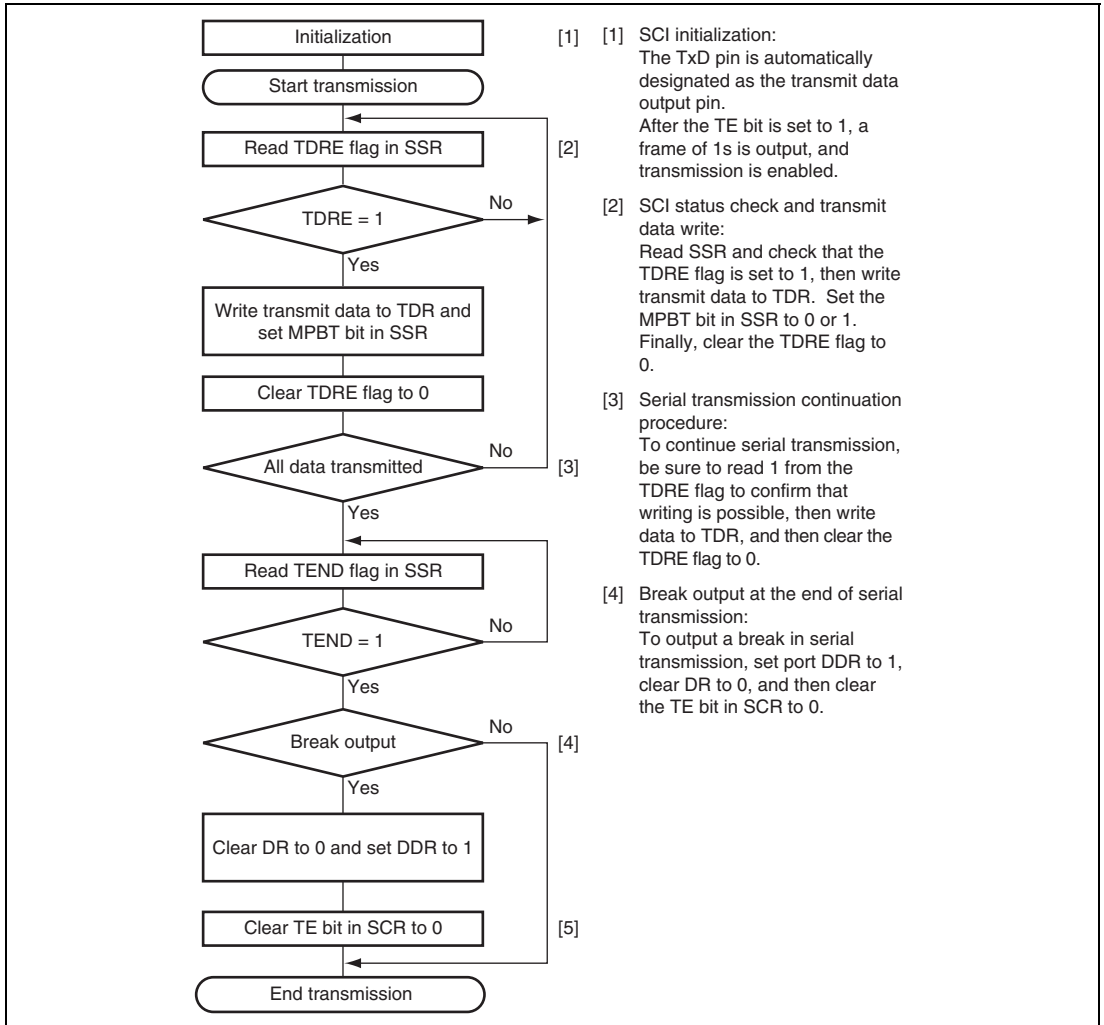 Initialization
[1]
Start transmission
Read TDRE flag in SSR
[2]
TDRE = 1
No
Yes
Write transmit data to TDR and
set MPBT bit in SSR
Clear TDRE flag to 0
All data transmitted
No
[3]
Yes
Read TEND flag in SSR
TEND = 1
No
Yes
Break output
No
[4]
Yes
Clear DR to 0 and set DDR to 1
Clear TE bit in SCR to 0
[5]
End transmission
[1] SCI initialization:
The TxD pin is automatically
designated as the transmit data
output pin.
After the TE bit is set to 1, a
frame of 1s is output, and
transmission is enabled.
[2] SCI status check and transmit
data write:
Read SSR and check that the
TDRE flag is set to 1, then write
transmit data to TDR. Set the
MPBT bit in SSR to 0 or 1.
Finally, clear the TDRE flag to
0.
[3] Serial transmission continuation
procedure:
To continue serial transmission,
be sure to read 1 from the
TDRE flag to confirm that
writing is possible, then write
data to TDR, and then clear the
TDRE flag to 0.
[4] Break output at the end of serial
transmission:
To output a break in serial
transmission, set port DDR to 1,
clear DR to 0, and then clear
the TE bit in SCR to 0.